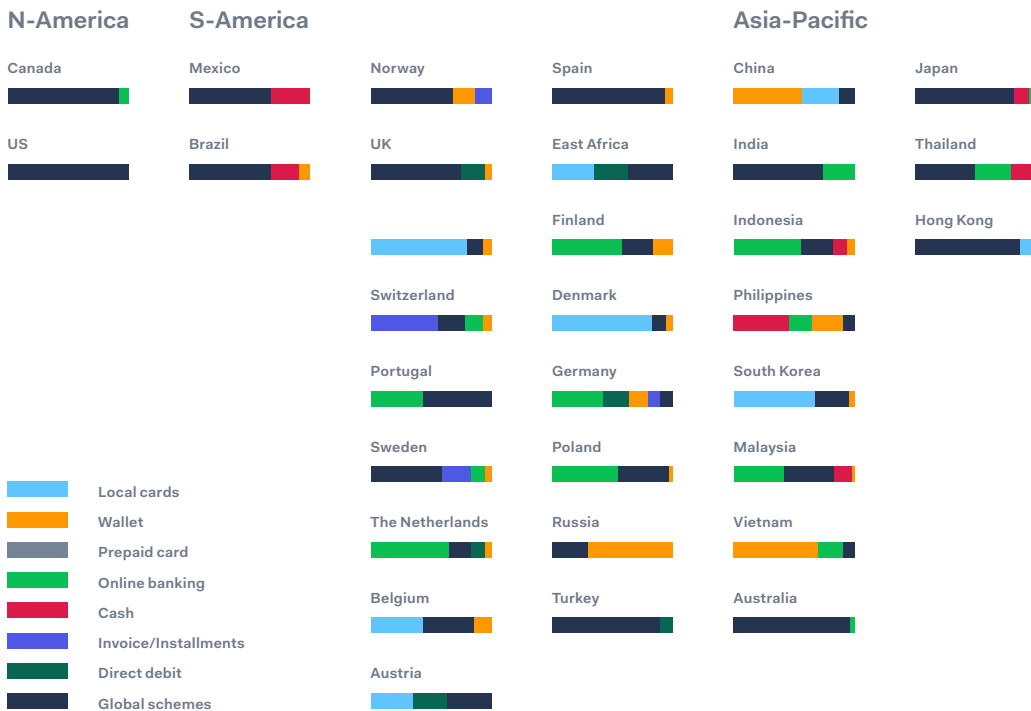 N-America
S-America
Asia-Pacific
Canada
Mexico
Norway
Spain
China
Japan
US
Brazil
UK
East Africa
India
Thailand
Finland
Indonesia
Hong Kong
Switzerland
Denmark
Philippines
Portugal
Germany
South Korea
Sweden
Poland
Malaysia
The Netherlands
Russia
Vietnam
Belgium
Turkey
Australia
Austria
Local cards
Wallet
Prepaid card
Online banking
Cash
Invoice/Installments
Direct debit
Global schemes